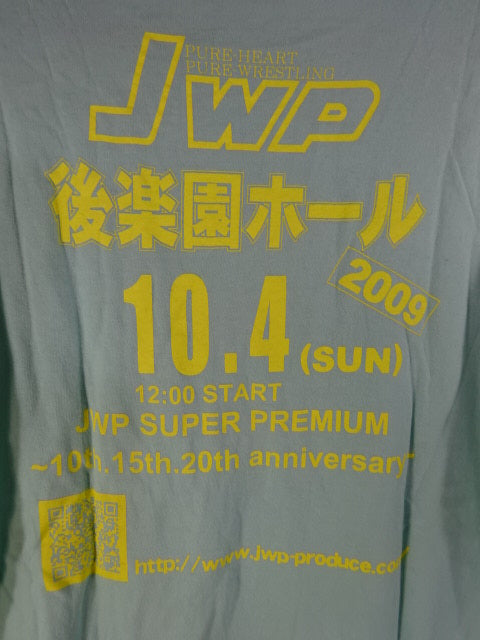 PURE-HEART
PURE-WRESTLING
JWP
後楽園ホール
2009
10.4 (SUN)
12:00 START
JWP SUPER PREMIUM
~10th.15th.20th anniversary~
http://www.jwp-produce.com/